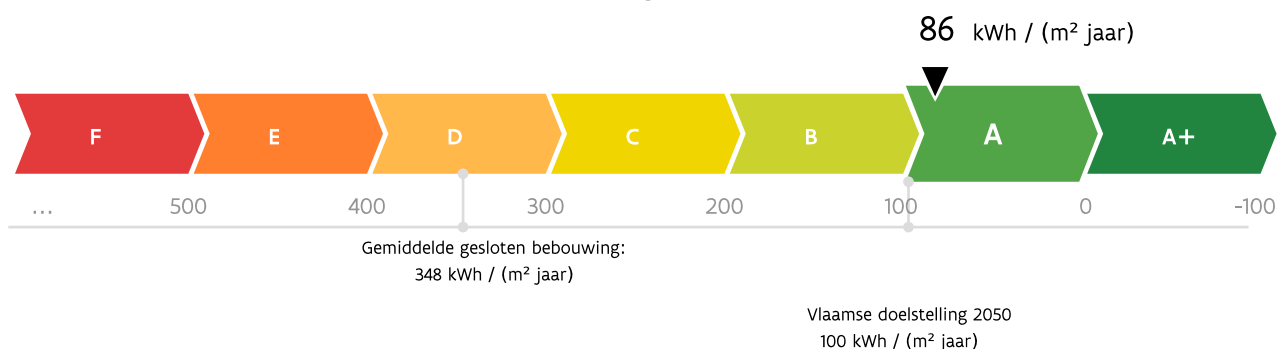 86 kWh / (m² jaar)
F E D C B A A+
... 500 400 300 200 100 0 -100
Gemiddelde gesloten bebouwing:
348 kWh / (m² jaar)
Vlaamse doelstelling 2050
100 kWh / (m² jaar)